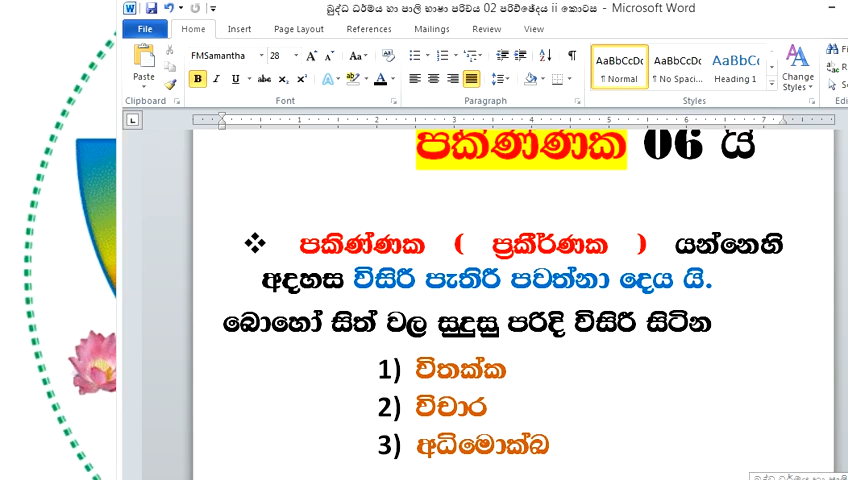 බුද්ධ ධර්මය හා පාලි භාෂා පරිචය 02 පරිච්ඡේදය ii කොටස - Microsoft Word
File Home Insert Page Layout References Mailings Review View
FMSamantha 28
Paste
B I U abc
AaBbCcDc AaBbCcDc AaBbCc
¶ Normal ¶ No Spaci... Heading 1
Change Styles
Clipboard Font Paragraph Styles
පකිණ්ණක 06 යි
❖ පකිණ්ණක ( ප්‍රකීර්ණක ) යන්නෙහි
අදහස විසිරී පැතිරී පවත්නා දෙය යි.
බොහෝ සිත් වල සුදුසු පරිදි විසිරී සිටින
1) විතක්ක
2) විචාර
3) අධිමොක්ඛ